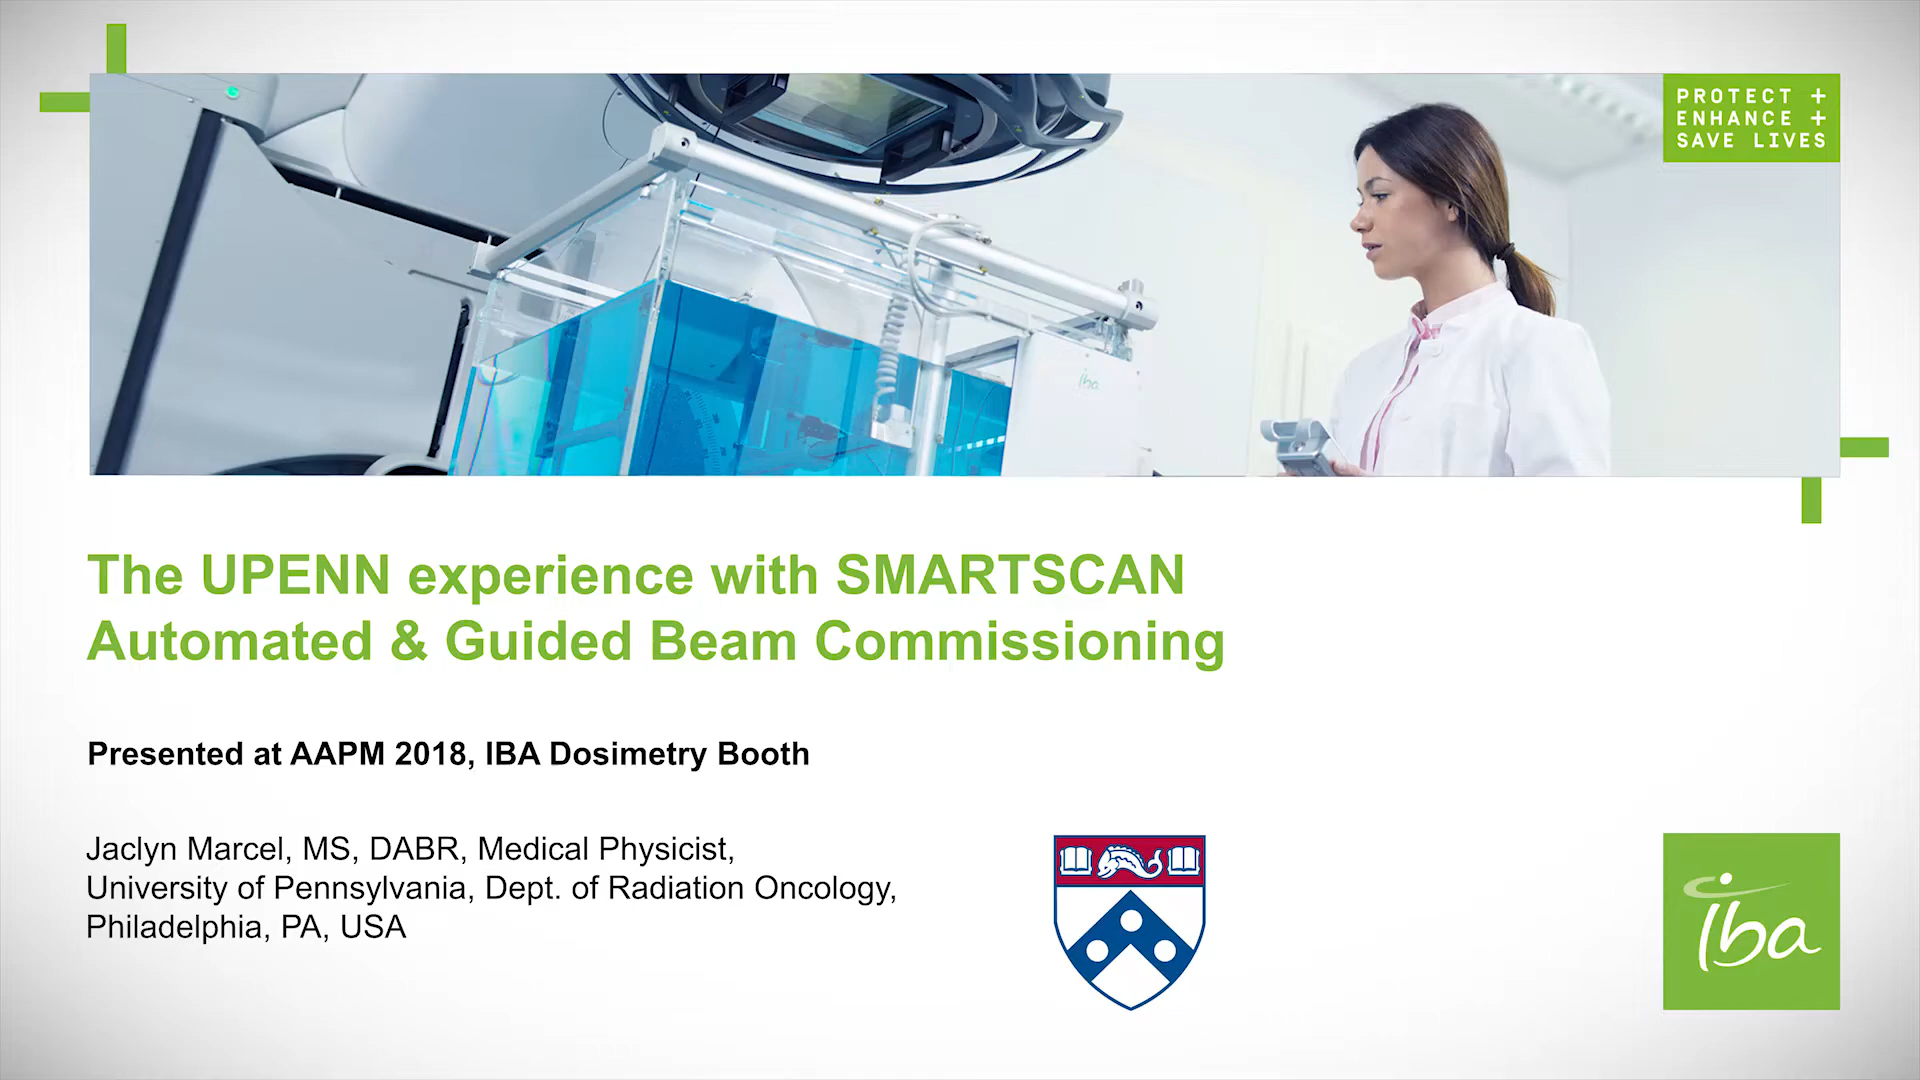 PROTECT +
ENHANCE +
SAVE LIVES
iba
The UPENN experience with SMARTSCAN
Automated & Guided Beam Commissioning
Presented at AAPM 2018, IBA Dosimetry Booth
Jaclyn Marcel, MS, DABR, Medical Physicist,
University of Pennsylvania, Dept. of Radiation Oncology,
Philadelphia, PA, USA
iba